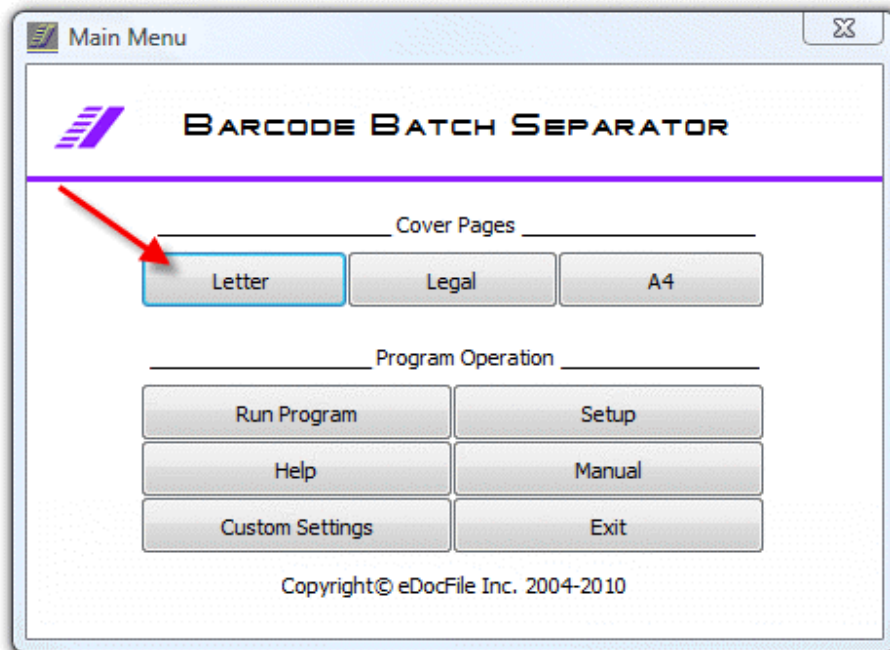 Main Menu
BARCODE BATCH SEPARATOR
Cover Pages
Letter Legal A4
Program Operation
Run Program Setup
Help Manual
Custom Settings Exit
Copyright© eDocFile Inc. 2004-2010